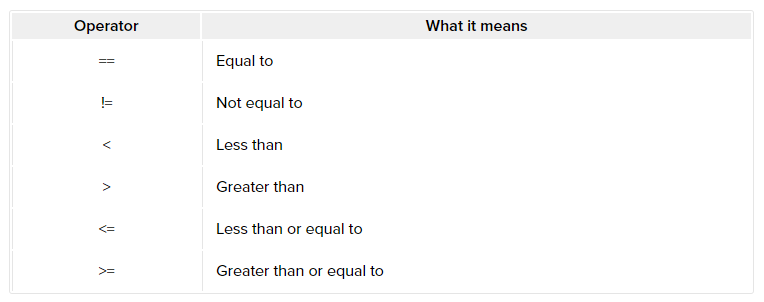 Operator What it means
== Equal to
!= Not equal to
< Less than
> Greater than
<= Less than or equal to
>= Greater than or equal to